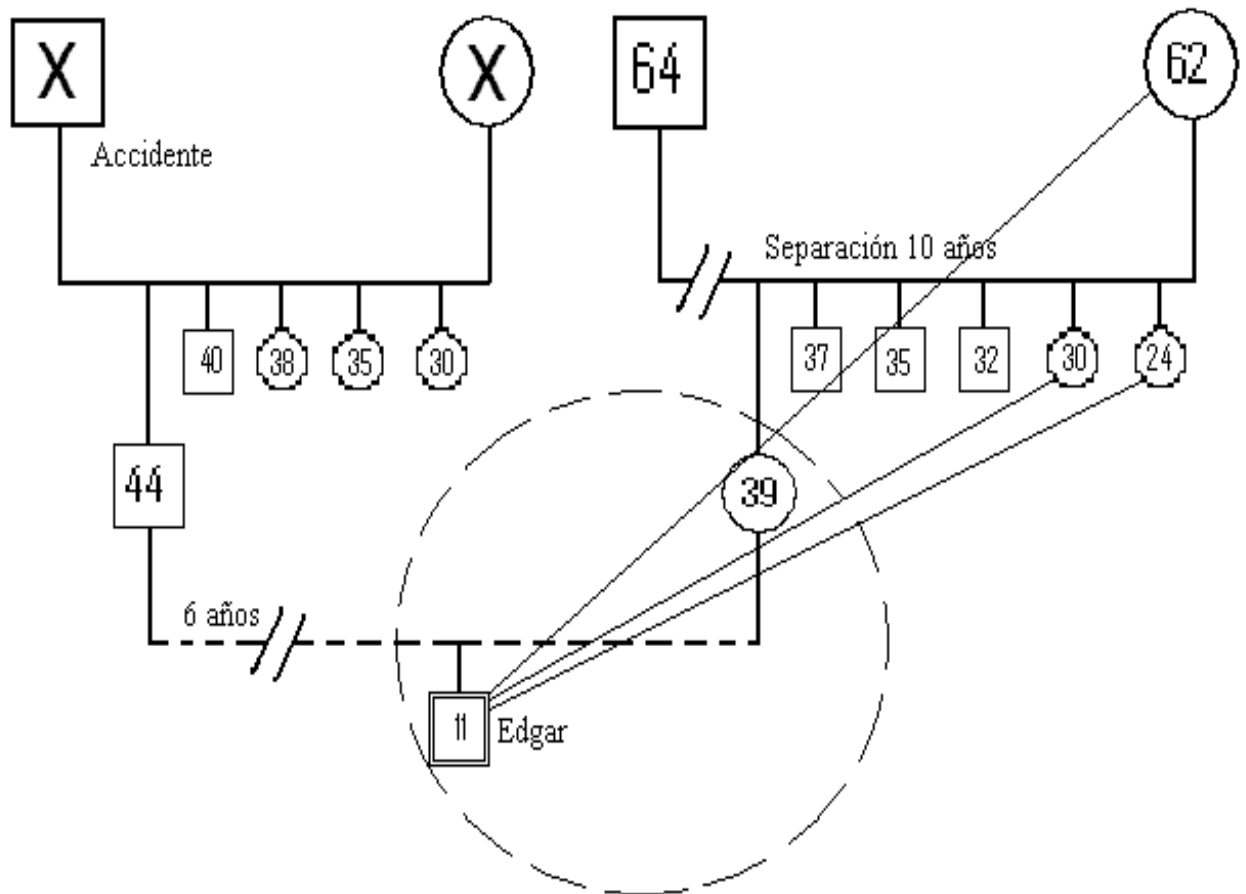 X X 64 62
Accidente
Separación 10 años
40 38 35 30 37 35 32 30 24
44 39
6 años
11 Edgar